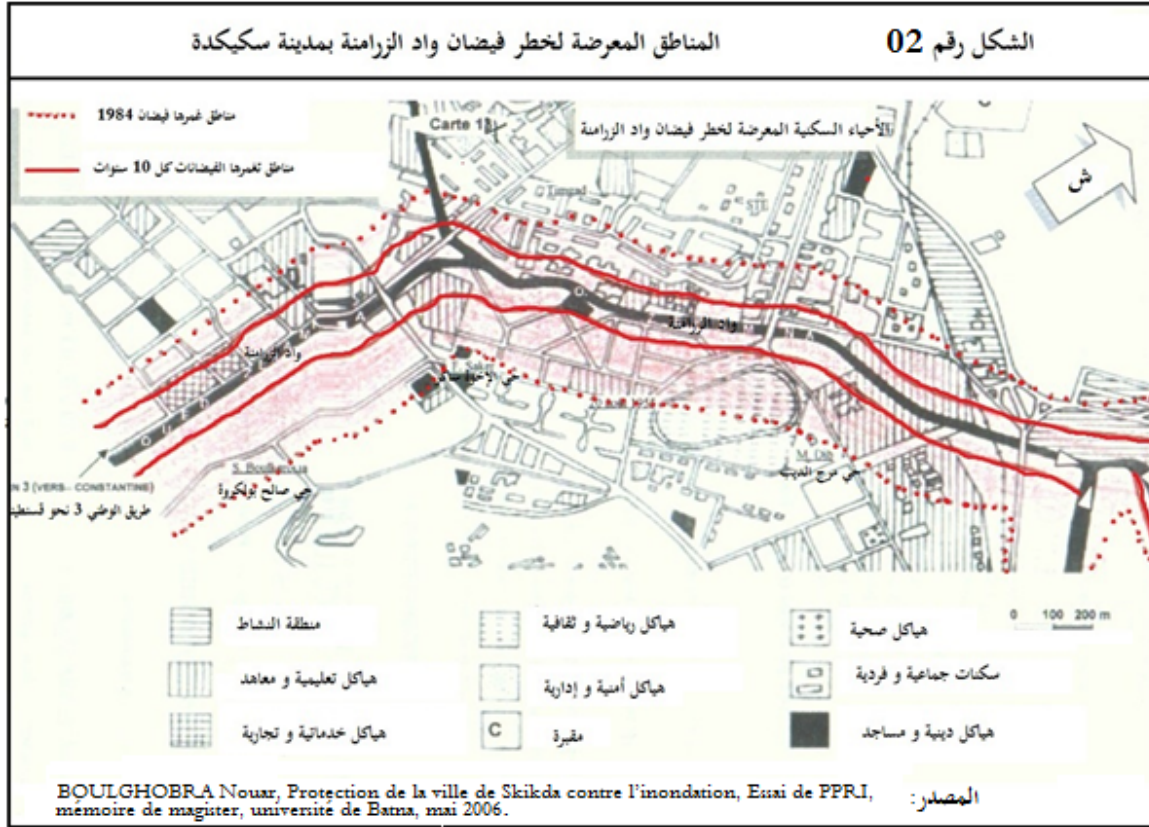 الشكل رقم 02
المناطق المعرضة لخطر فيضان واد الزرامنة بمدينة سكيكدة
مناطق غمرها فيضان 1984
مناطق تغمرها الفيضانات كل 10 سنوات
Carte 1
الأحياء السكنية المعرضة لخطر فيضان واد الزرامنة
ش
Timgad
واد الزرامنة
واد الزرامنة
OUED
حي الإخوة
S. Boulkeroua
حي صالح بولكروة
M. Dib
حي مرج الذيب
N 3 (VERS CONSTANTINE)
طريق الوطني 3 نحو قسنطينة
0 100 200 m
منطقة النشاط
هياكل رياضية و ثقافية
هياكل صحية
هياكل تعليمية و معاهد
هياكل أمنية و إدارية
سكنات جماعية و فردية
هياكل خدماتية و تجارية
C
مقبرة
هياكل دينية و مساجد
المصدر:
BOULGHOBRA Nouar, Protection de la ville de Skikda contre l'inondation, Essai de PPRI,
mémoire de magister, université de Batna, mai 2006.